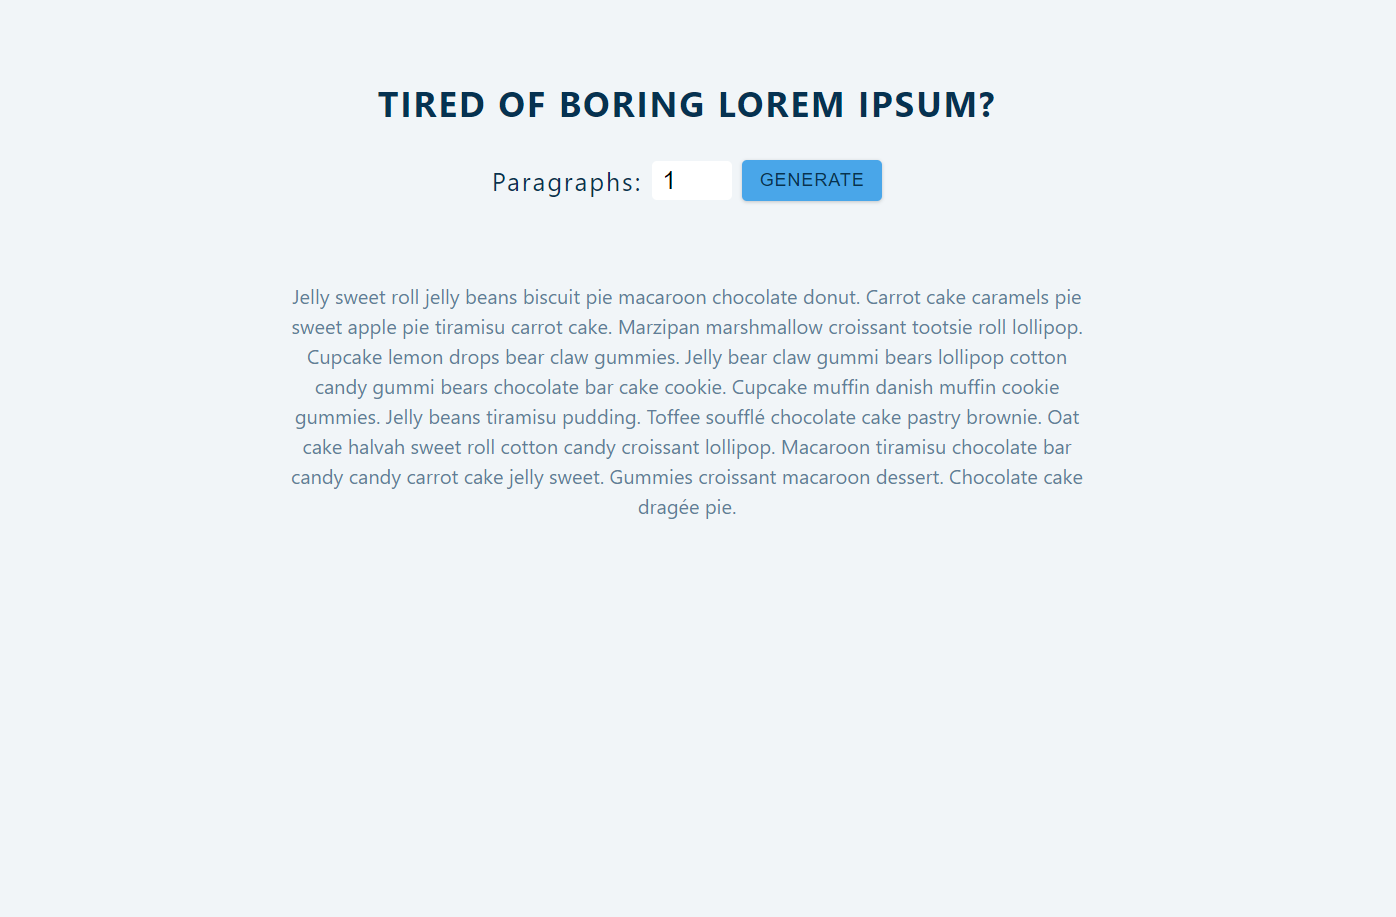 TIRED OF BORING LOREM IPSUM?
Paragraphs: 1 GENERATE
Jelly sweet roll jelly beans biscuit pie macaroon chocolate donut. Carrot cake caramels pie
sweet apple pie tiramisu carrot cake. Marzipan marshmallow croissant tootsie roll lollipop.
Cupcake lemon drops bear claw gummies. Jelly bear claw gummi bears lollipop cotton
candy gummi bears chocolate bar cake cookie. Cupcake muffin danish muffin cookie
gummies. Jelly beans tiramisu pudding. Toffee soufflé chocolate cake pastry brownie. Oat
cake halvah sweet roll cotton candy croissant lollipop. Macaroon tiramisu chocolate bar
candy candy carrot cake jelly sweet. Gummies croissant macaroon dessert. Chocolate cake
dragée pie.